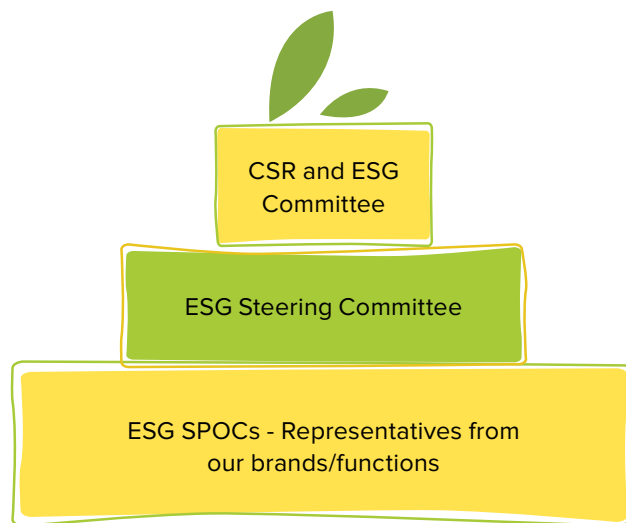 CSR and ESG
Committee
ESG Steering Committee
ESG SPOCs - Representatives from
our brands/functions